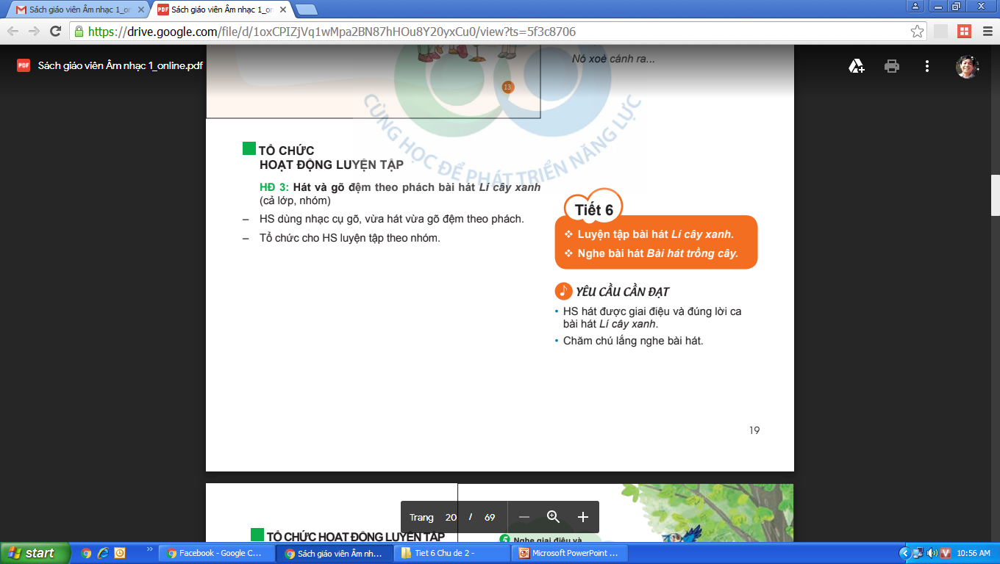 Sách giáo viên Âm nhạc 1_on
Sách giáo viên Âm nhạc 1_on
https://drive.google.com/file/d/1oxCPIZjVq1wMpa2BN87hHOu8Y20yxCu0/view?ts=5f3c8706
Sách giáo viên Âm nhạc 1_online.pdf
Nó xoè cánh ra...
13
CÙNG HỌC ĐỂ PHÁT TRIỂN NĂNG LỰC
TỔ CHỨC
HOẠT ĐỘNG LUYỆN TẬP
HĐ 3: Hát và gõ đệm theo phách bài hát Lí cây xanh
(cả lớp, nhóm)
– HS dùng nhạc cụ gõ, vừa hát vừa gõ đệm theo phách.
– Tổ chức cho HS luyện tập theo nhóm.
Tiết 6
❖ Luyện tập bài hát Lí cây xanh.
❖ Nghe bài hát Bài hát trồng cây.
YÊU CẦU CẦN ĐẠT
• HS hát được giai điệu và đúng lời ca
bài hát Lí cây xanh.
• Chăm chú lắng nghe bài hát.
19
Trang 20 / 69
TỔ CHỨC HOẠT ĐỘNG LUYỆN TẬP
5 Nghe giai điệu và
start
Facebook - Google C...
Sách giáo viên Âm nh...
Tiet 6 Chu de 2 -
Microsoft PowerPoint ...
10:56 AM